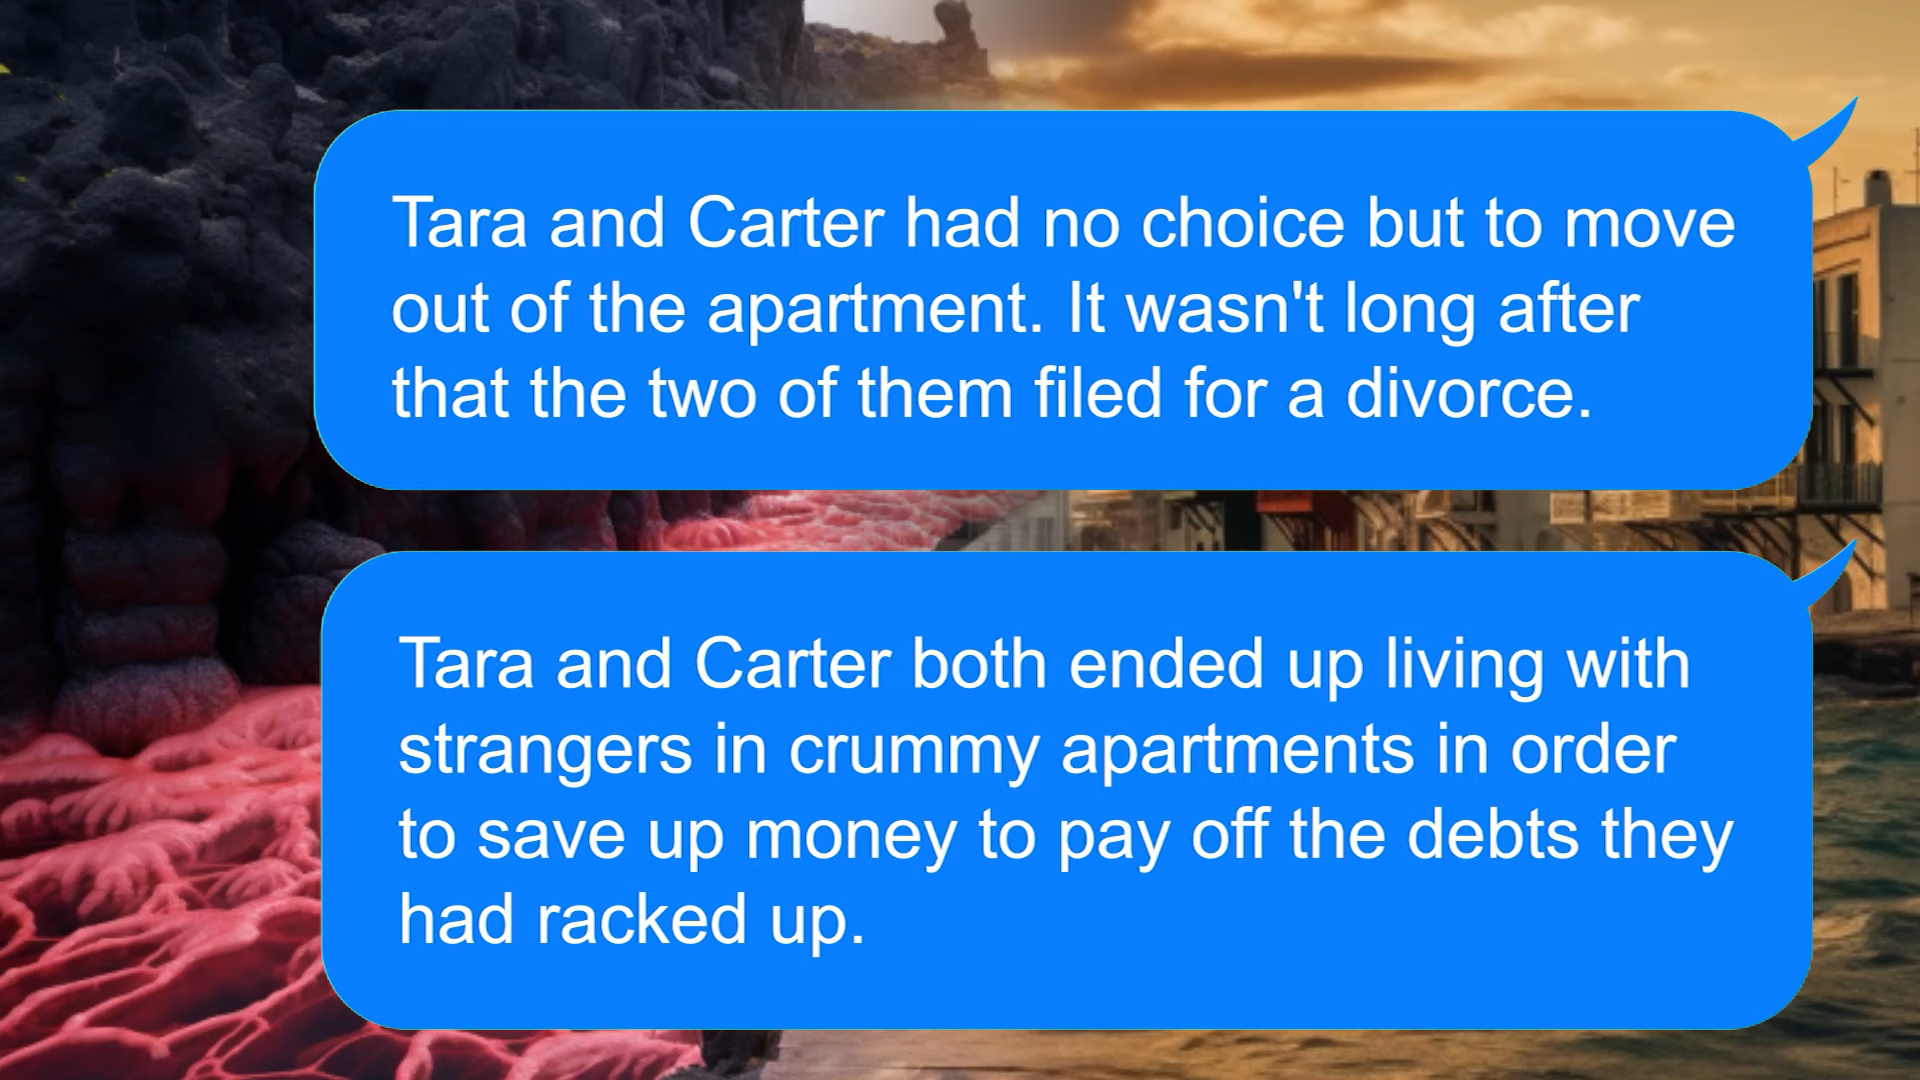 Tara and Carter had no choice but to move
out of the apartment. It wasn't long after
that the two of them filed for a divorce.
Tara and Carter both ended up living with
strangers in crummy apartments in order
to save up money to pay off the debts they
had racked up.